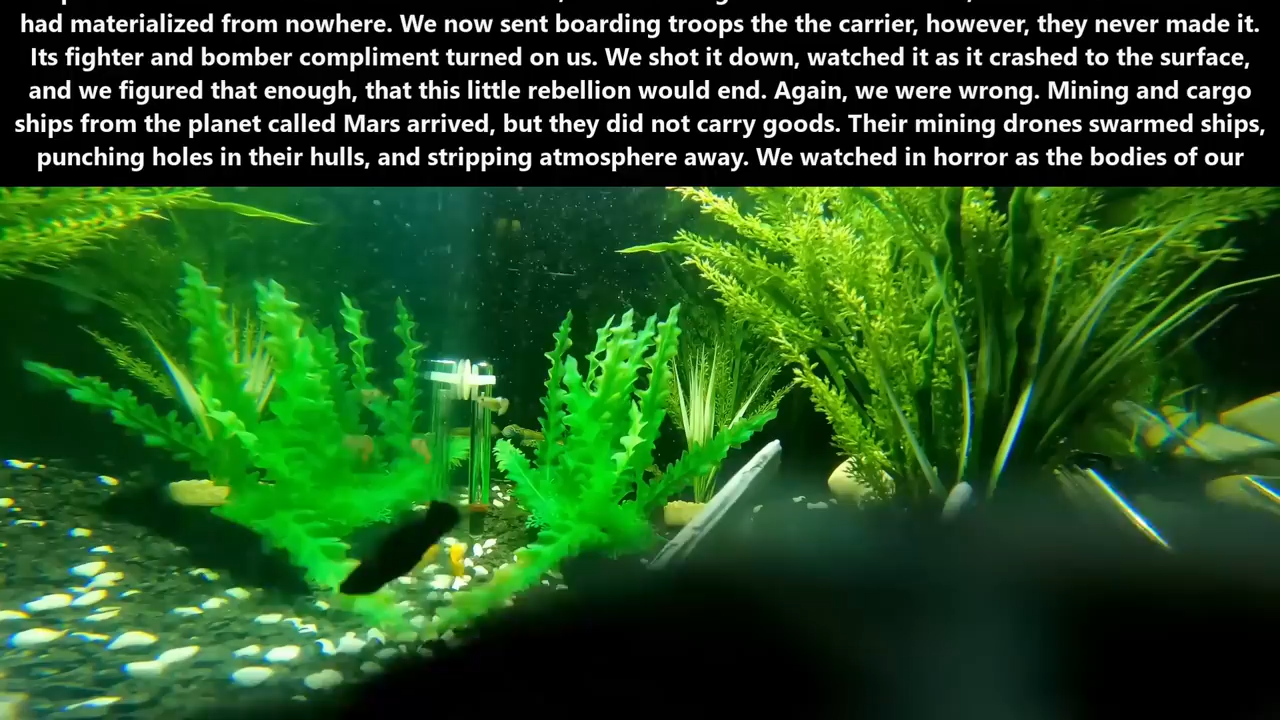 had materialized from nowhere. We now sent boarding troops the the carrier, however, they never made it.
Its fighter and bomber compliment turned on us. We shot it down, watched it as it crashed to the surface,
and we figured that enough, that this little rebellion would end. Again, we were wrong. Mining and cargo
ships from the planet called Mars arrived, but they did not carry goods. Their mining drones swarmed ships,
punching holes in their hulls, and stripping atmosphere away. We watched in horror as the bodies of our